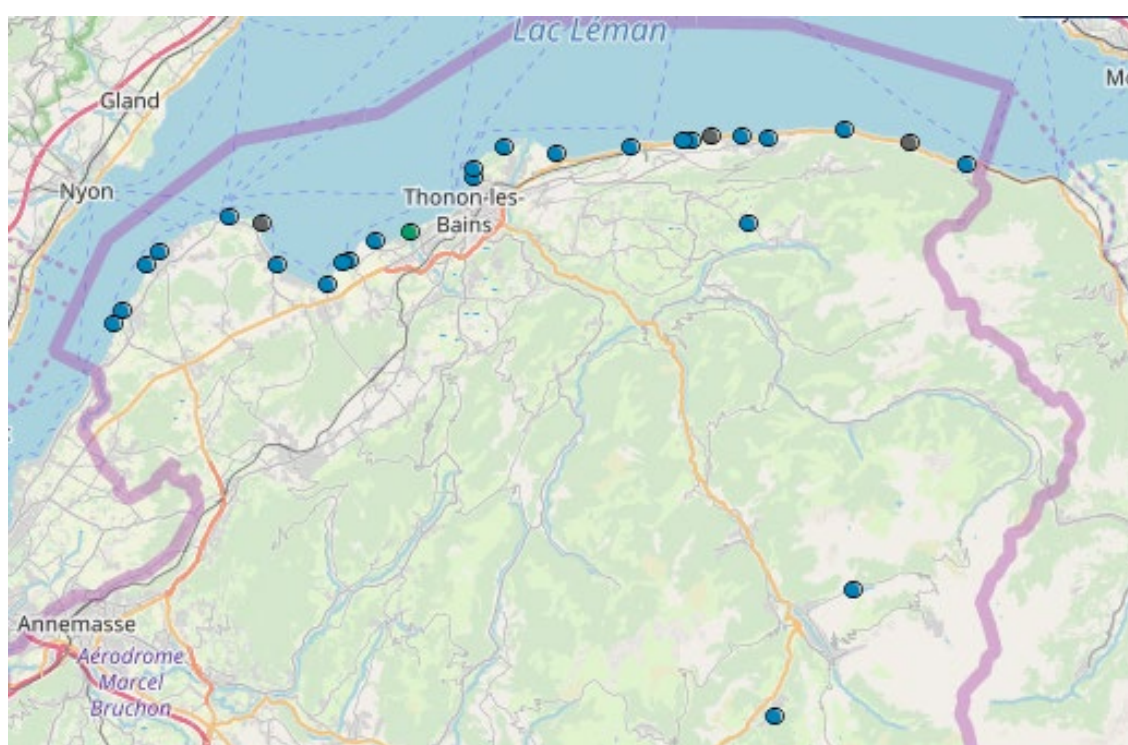 Lac Léman
Gland
Nyon
Thonon-les-
Bains
Annemasse
Aérodrome
Marcel
Bruchon